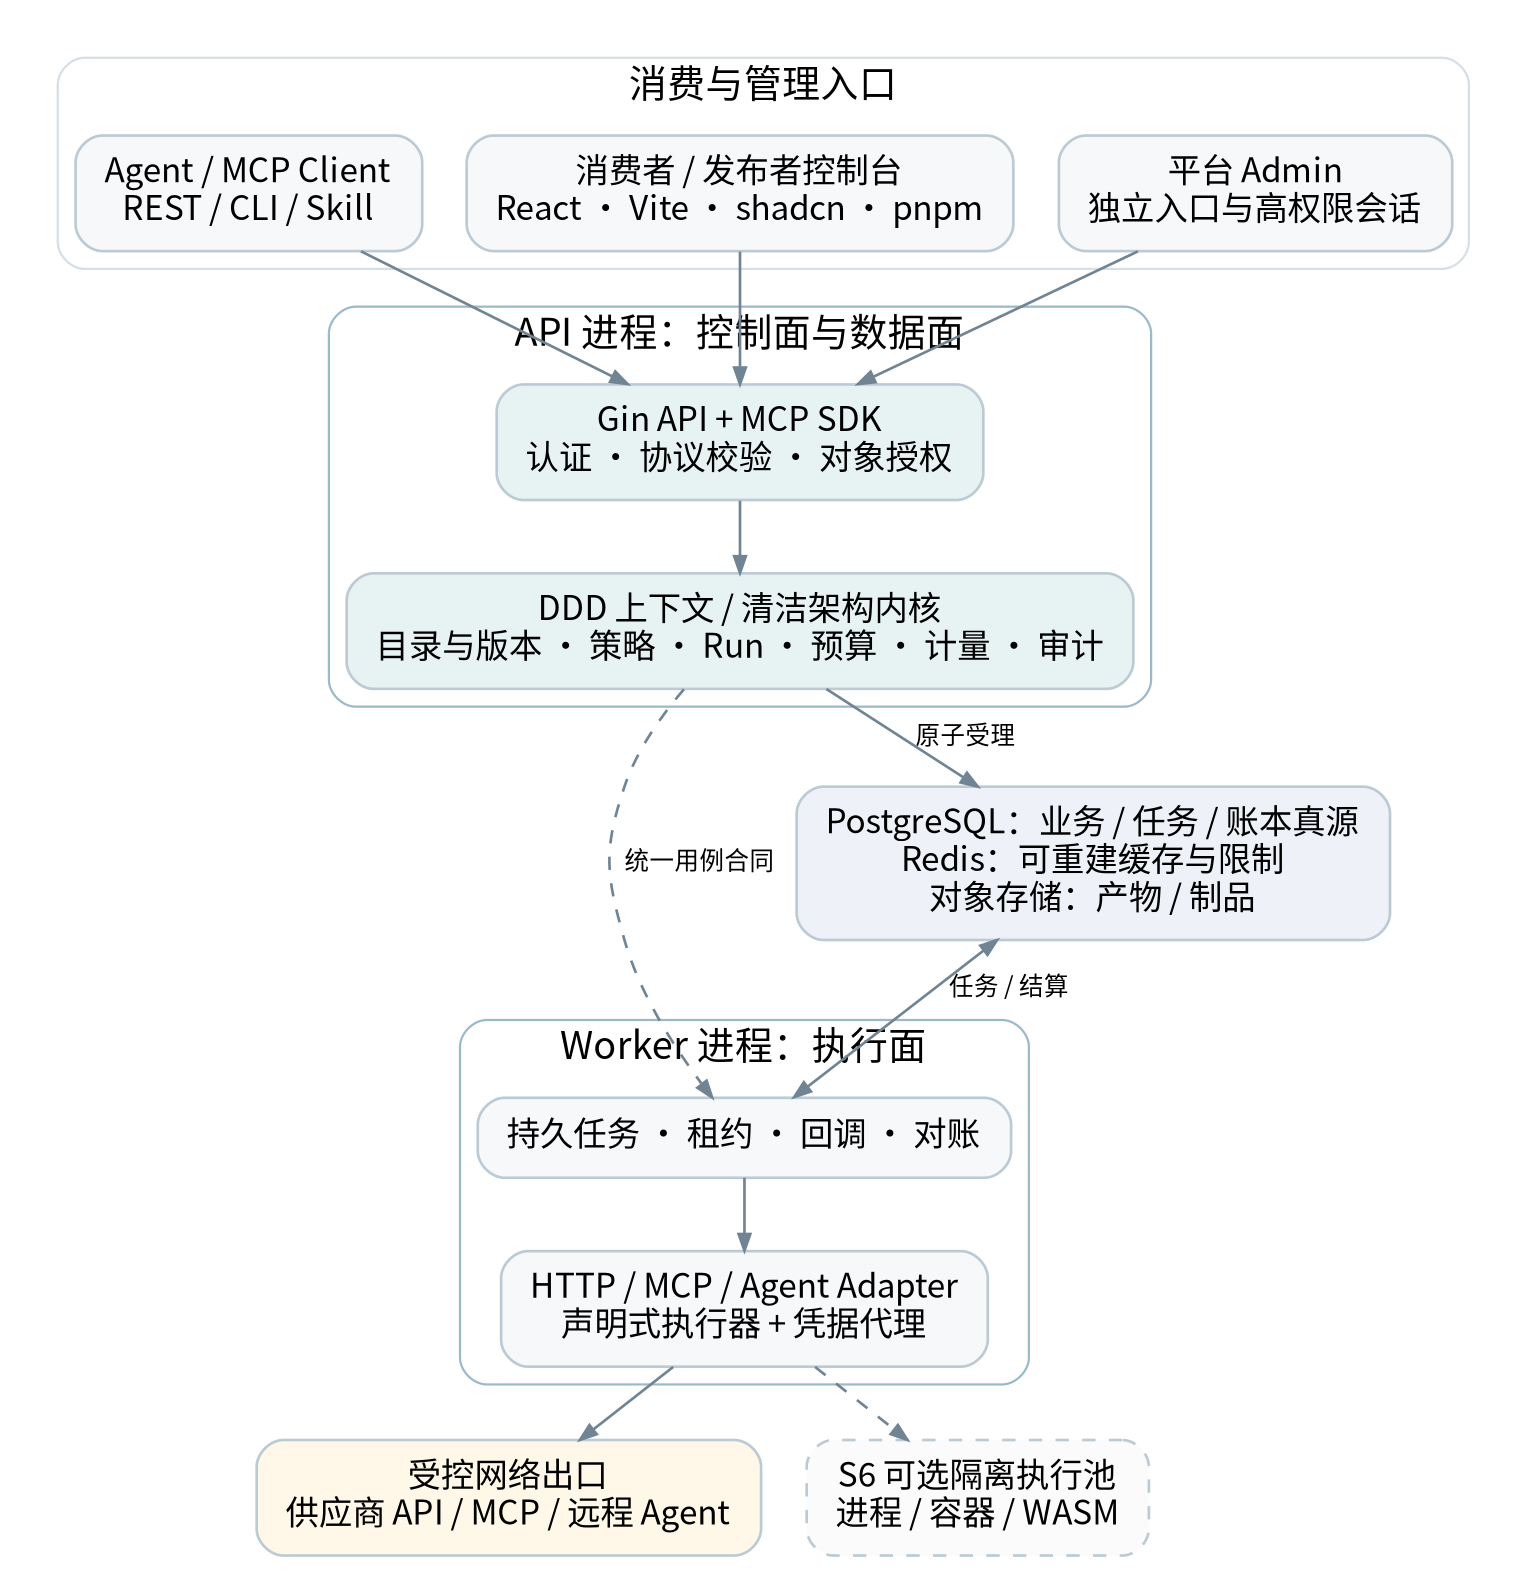 消费与管理入口
Agent / MCP Client
REST / CLI / Skill
消费者 / 发布者控制台
React · Vite · shadcn · pnpm
平台 Admin
独立入口与高权限会话
API 进程：控制面与数据面
Gin API + MCP SDK
认证 · 协议校验 · 对象授权
DDD 上下文 / 清洁架构内核
目录与版本 · 策略 · Run · 预算 · 计量 · 审计
原子受理
PostgreSQL：业务 / 任务 / 账本真源
Redis：可重建缓存与限制
对象存储：产物 / 制品
统一用例合同
任务 / 结算
Worker 进程：执行面
持久任务 · 租约 · 回调 · 对账
HTTP / MCP / Agent Adapter
声明式执行器 + 凭据代理
受控网络出口
供应商 API / MCP / 远程 Agent
S6 可选隔离执行池
进程 / 容器 / WASM